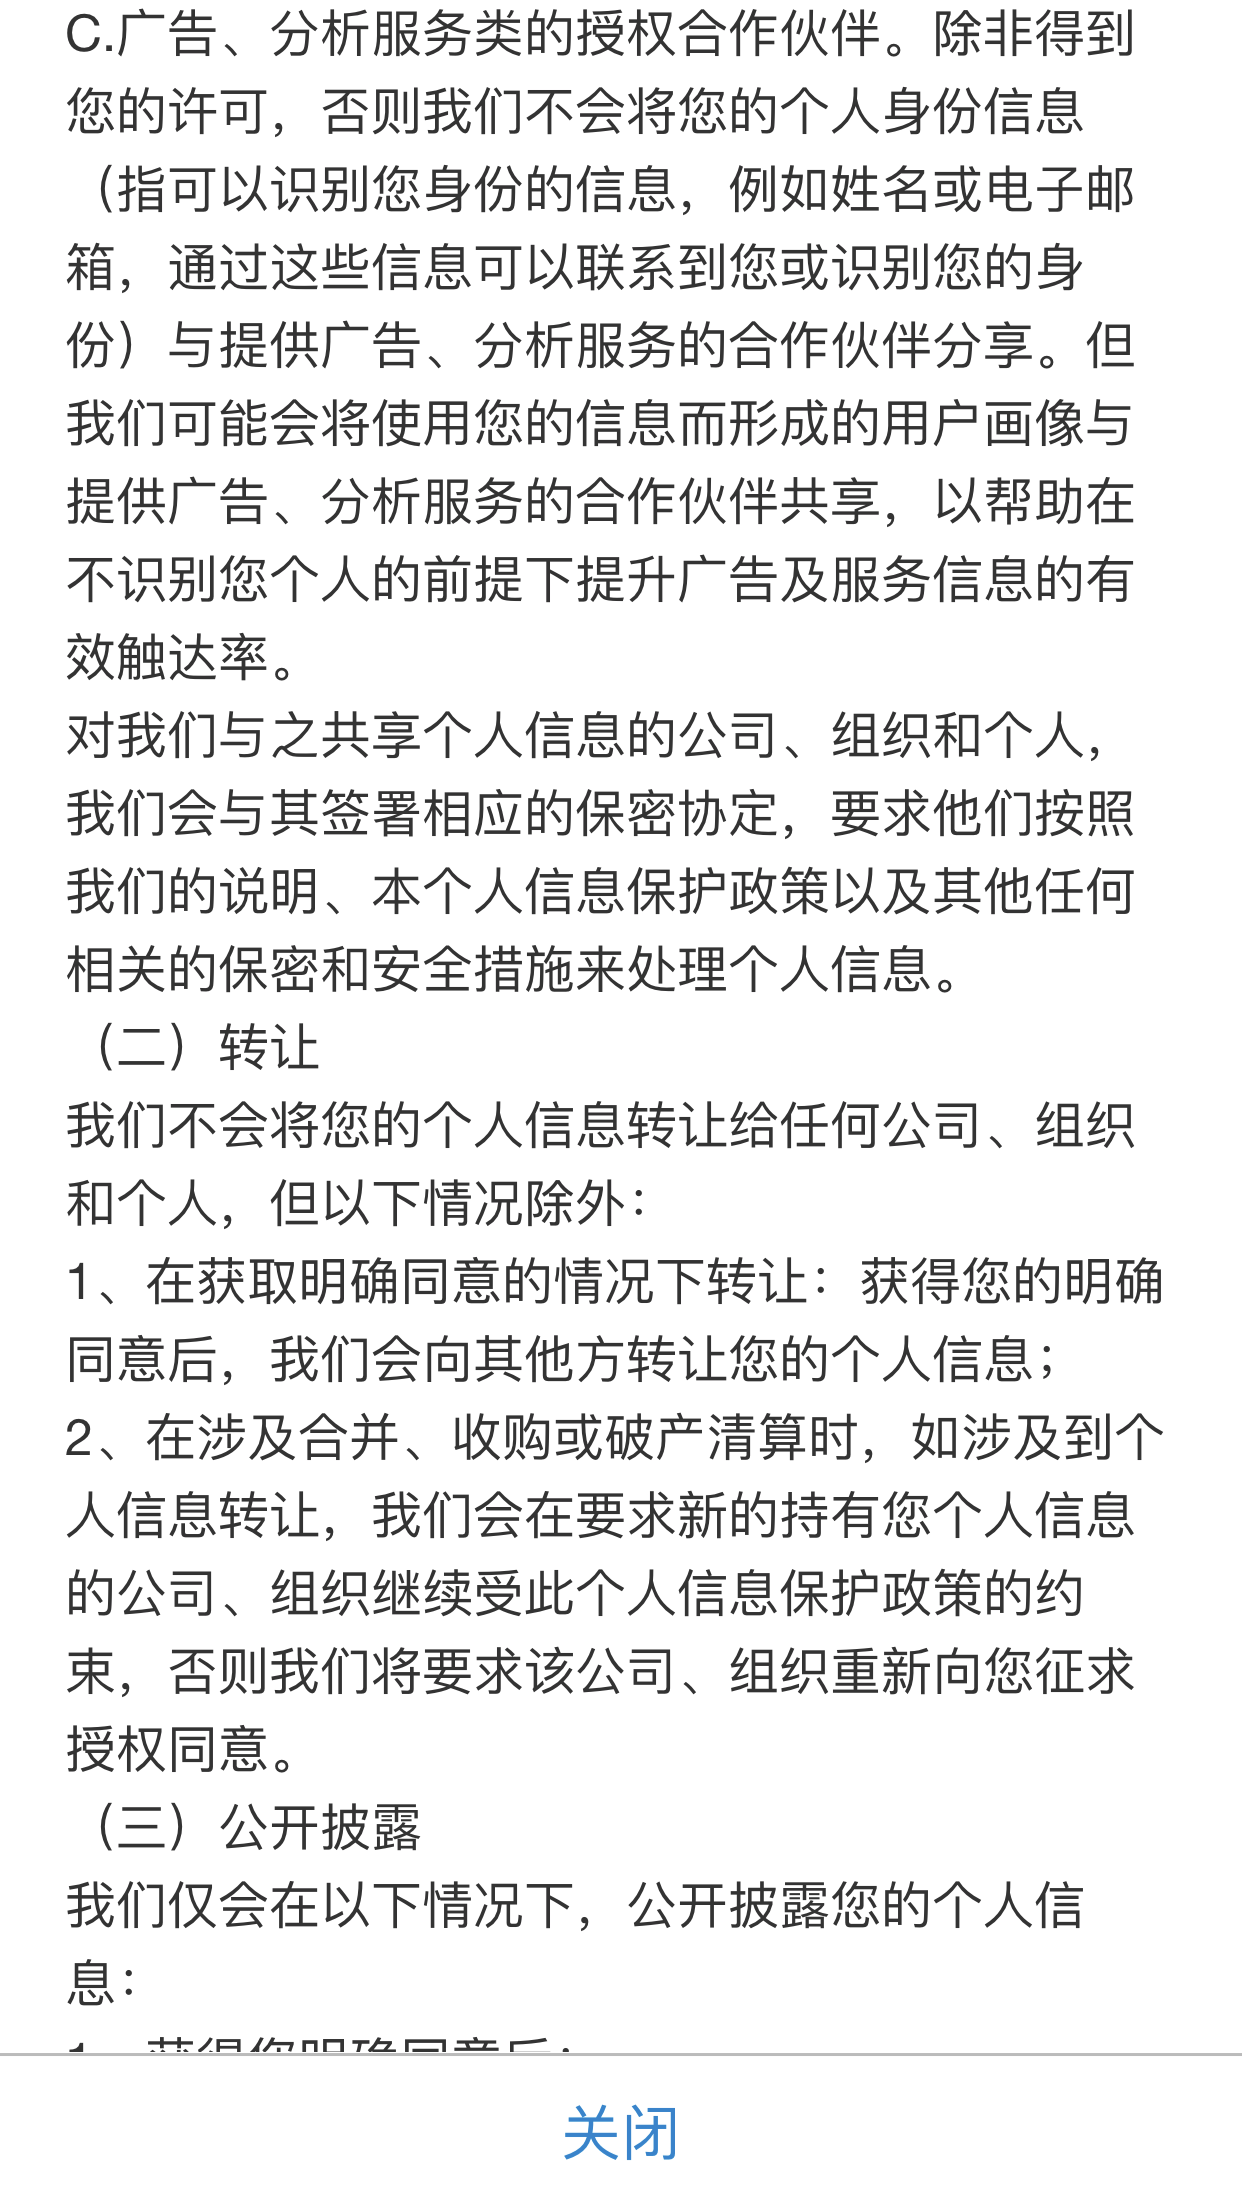 C.广告、分析服务类的授权合作伙伴。除非得到
您的许可，否则我们不会将您的个人身份信息
（指可以识别您身份的信息，例如姓名或电子邮
箱，通过这些信息可以联系到您或识别您的身
份）与提供广告、分析服务的合作伙伴分享。但
我们可能会将使用您的信息而形成的用户画像与
提供广告、分析服务的合作伙伴共享，以帮助在
不识别您个人的前提下提升广告及服务信息的有
效触达率。
对我们与之共享个人信息的公司、组织和个人，
我们会与其签署相应的保密协定，要求他们按照
我们的说明、本个人信息保护政策以及其他任何
相关的保密和安全措施来处理个人信息。
（二）转让
我们不会将您的个人信息转让给任何公司、组织
和个人，但以下情况除外：
1、在获取明确同意的情况下转让：获得您的明确
同意后，我们会向其他方转让您的个人信息；
2、在涉及合并、收购或破产清算时，如涉及到个
人信息转让，我们会在要求新的持有您个人信息
的公司、组织继续受此个人信息保护政策的约
束，否则我们将要求该公司、组织重新向您征求
授权同意。
（三）公开披露
我们仅会在以下情况下，公开披露您的个人信
息：
1、获得您明确同意后；
关闭